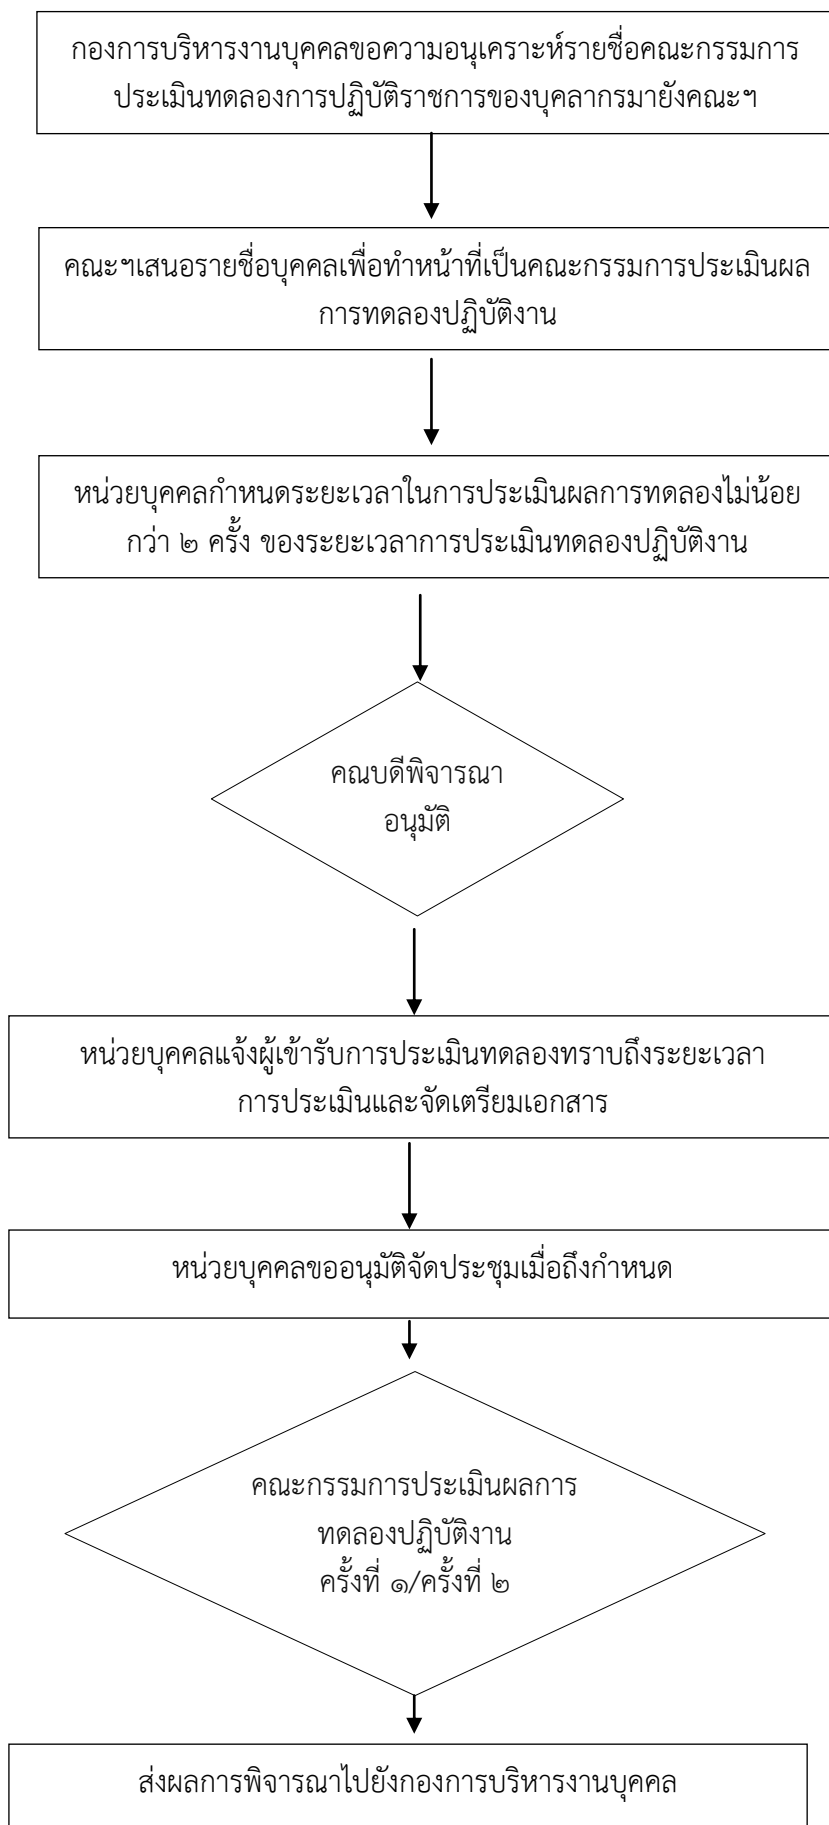 กองการบริหารงานบุคคลขอความอนุเคราะห์รายชื่อคณะกรรมการ
ประเมินทดลองการปฏิบัติราชการของบุคลากรมายังคณะฯ
คณะฯเสนอรายชื่อบุคคลเพื่อทำหน้าที่เป็นคณะกรรมการประเมินผล
การทดลองปฏิบัติงาน
หน่วยบุคคลกำหนดระยะเวลาในการประเมินผลการทดลองไม่น้อย
กว่า ๒ ครั้ง ของระยะเวลาการประเมินทดลองปฏิบัติงาน
คณบดีพิจารณา
อนุมัติ
หน่วยบุคคลแจ้งผู้เข้ารับการประเมินทดลองทราบถึงระยะเวลา
การประเมินและจัดเตรียมเอกสาร
หน่วยบุคคลขออนุมัติจัดประชุมเมื่อถึงกำหนด
คณะกรรมการประเมินผลการ
ทดลองปฏิบัติงาน
ครั้งที่ ๑/ครั้งที่ ๒
ส่งผลการพิจารณาไปยังกองการบริหารงานบุคคล